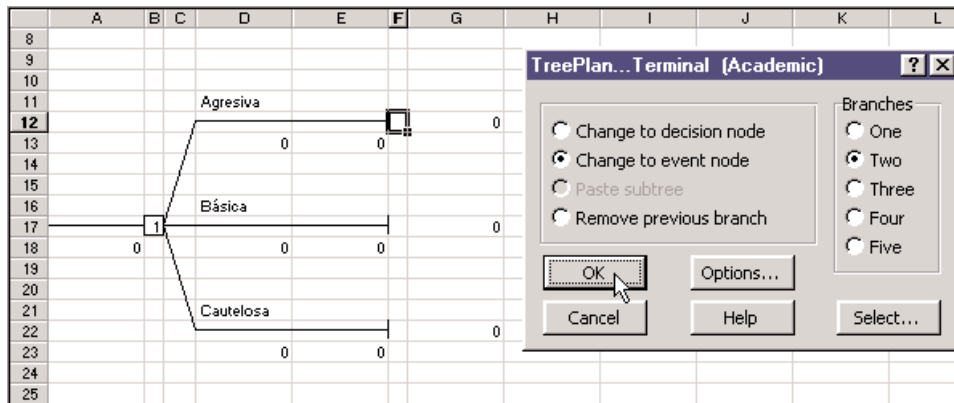 A B C D E F G H I J K L
8
9
10
11 Agresiva
12 0
13 0 0
14
15
16 Básica
17 1 0
18 0 0 0
19
20
21 Cautelosa
22 0
23 0 0
24
25
TreePlan...Terminal (Academic) ? X
Change to decision node
Change to event node
Paste subtree
Remove previous branch
Branches
One
Two
Three
Four
Five
OK Options...
Cancel Help Select...